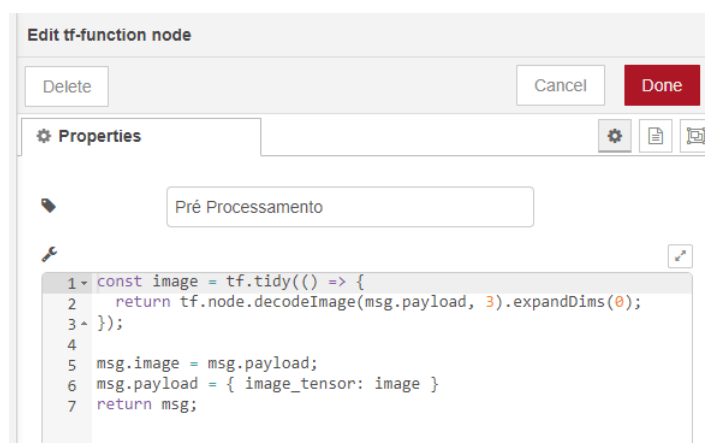 Edit tf-function node
Delete
Cancel
Done
Properties
Pré Processamento
1 const image = tf.tidy(() => {
2 return tf.node.decodeImage(msg.payload, 3).expandDims(0);
3 });
4
5 msg.image = msg.payload;
6 msg.payload = { image_tensor: image }
7 return msg;